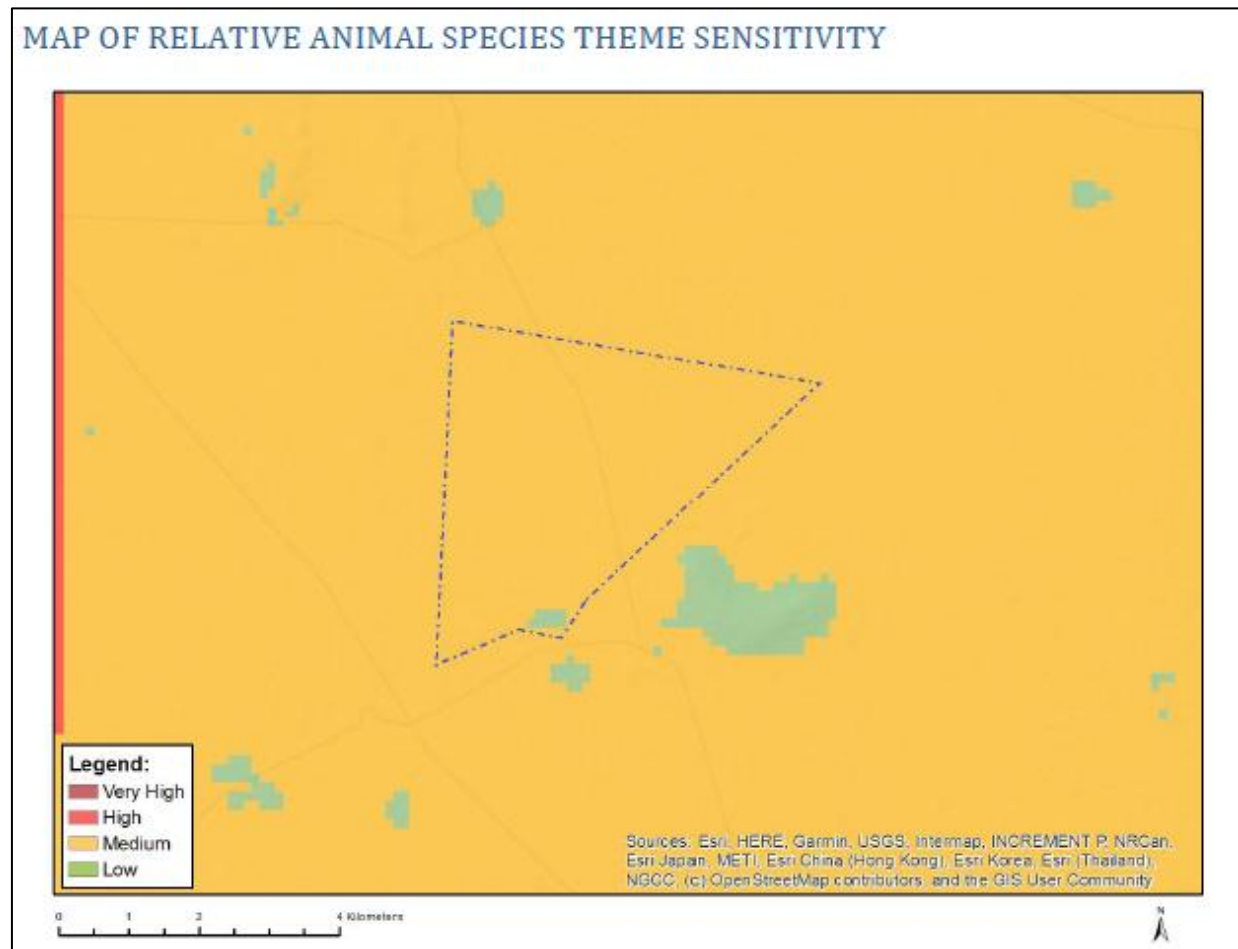 MAP OF RELATIVE ANIMAL SPECIES THEME SENSITIVITY
Legend:
Very High
High
Medium
Low
Sources: Esri, HERE, Garmin, USGS, Intermap, INCREMENT P, NRCan,
Esri Japan, METI, Esri China (Hong Kong), Esri Korea, Esri (Thailand),
NGCC, (c) OpenStreetMap contributors, and the GIS User Community
0 1 2 4 Kilometers
N